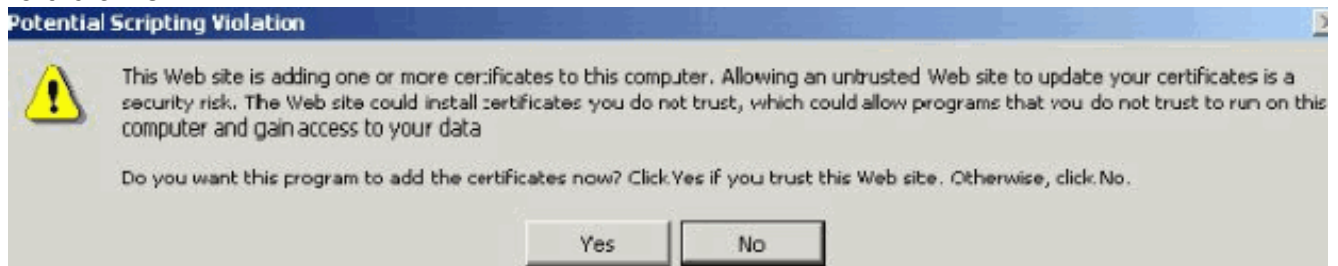 Potential Scripting Violation
This Web site is adding one or more certificates to this computer. Allowing an untrusted Web site to update your certificates is a
security risk. The Web site could install certificates you do not trust, which could allow programs that you do not trust to run on this
computer and gain access to your data
Do you want this program to add the certificates now? Click Yes if you trust this Web site. Otherwise, click No.
Yes No